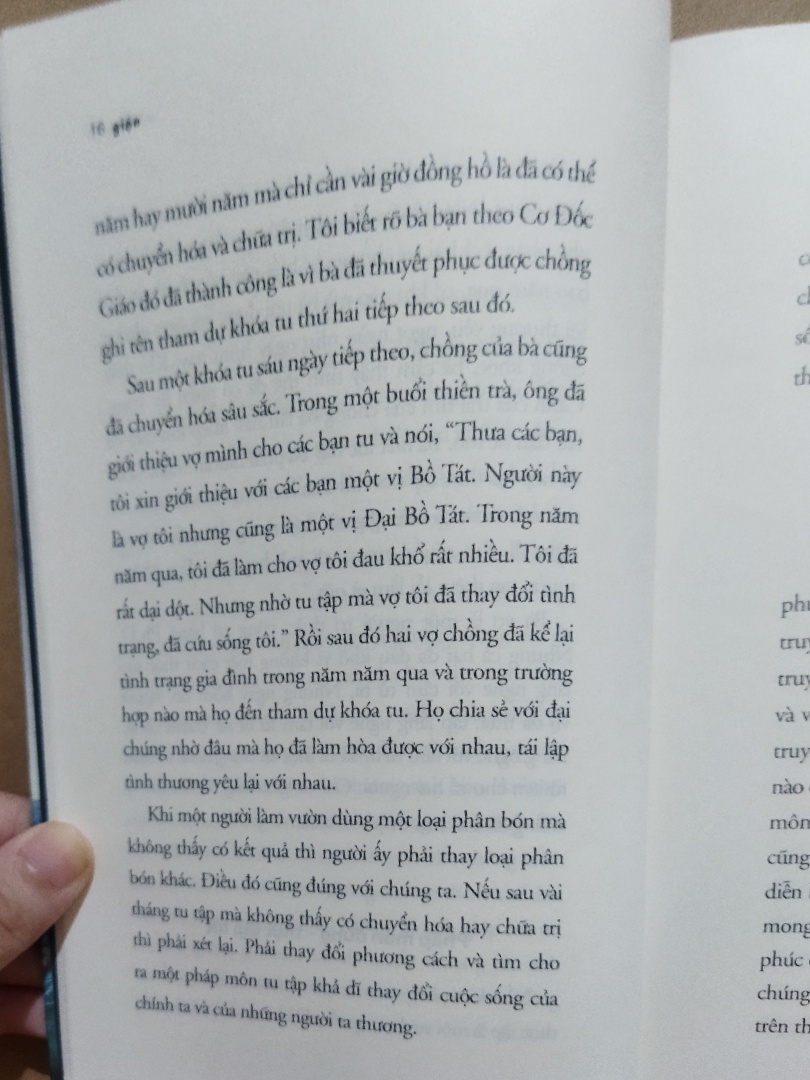 16 giận
năm hay mười năm mà chỉ cần vài giờ đồng hồ là đã có thể
có chuyển hóa và chữa trị. Tôi biết rõ bà bạn theo Cơ Đốc
Giáo đó đã thành công là vì bà đã thuyết phục được chồng
ghi tên tham dự khóa tu thứ hai tiếp theo sau đó.
Sau một khóa tu sáu ngày tiếp theo, chồng của bà cũng
đã chuyển hóa sâu sắc. Trong một buổi thiền trà, ông đã
giới thiệu vợ mình cho các bạn tu và nói, “Thưa các bạn,
tôi xin giới thiệu với các bạn một vị Bồ Tát. Người này
là vợ tôi nhưng cũng là một vị Đại Bồ Tát. Trong năm
năm qua, tôi đã làm cho vợ tôi đau khổ rất nhiều. Tôi đã
rất dại dột. Nhưng nhờ tu tập mà vợ tôi đã thay đổi tình
trạng, đã cứu sống tôi.” Rồi sau đó hai vợ chồng đã kể lại
tình trạng gia đình trong năm năm qua và trong trường
hợp nào mà họ đến tham dự khóa tu. Họ chia sẻ với đại
chúng nhờ đâu mà họ đã làm hòa được với nhau, tái lập
tình thương yêu lại với nhau.
Khi một người làm vườn dùng một loại phân bón mà
không thấy có kết quả thì người ấy phải thay loại phân
bón khác. Điều đó cũng đúng với chúng ta. Nếu sau vài
tháng tu tập mà không thấy có chuyển hóa hay chữa trị
thì phải xét lại. Phải thay đổi phương cách và tìm cho
ra một pháp môn tu tập khả dĩ thay đổi cuộc sống của
chính ta và của những người ta thương.
truy
truy
và v
truy
nào
môn
cũng
diễn
mong
phúc
chúng
trên th